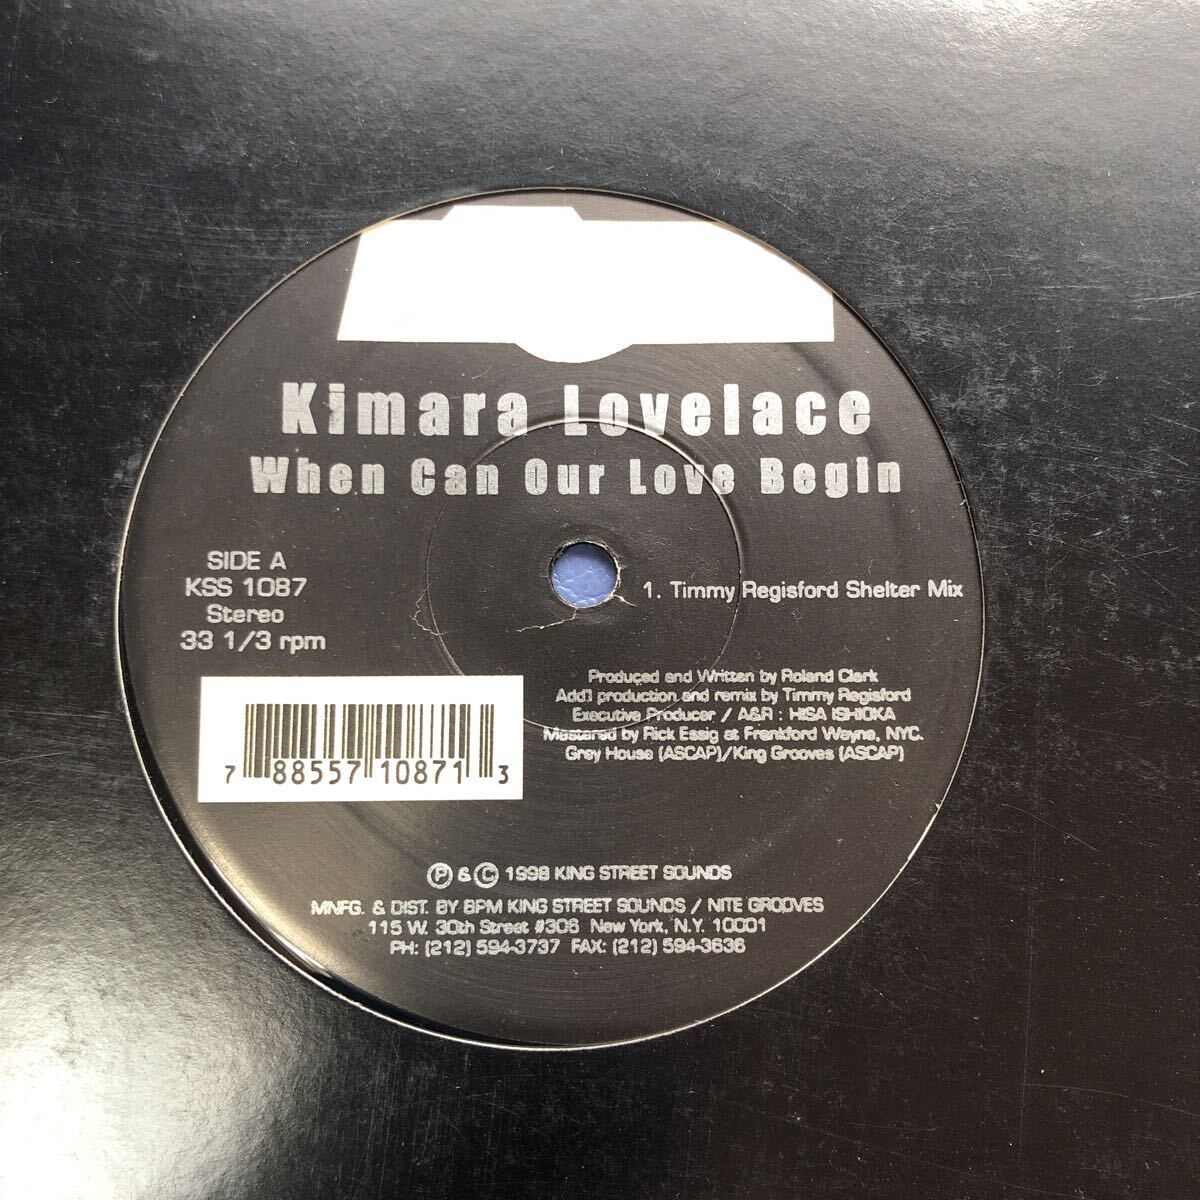 Kimara Lovelace
When Can Our Love Begin
SIDE A
KSS 1087
Stereo
33 1/3 rpm
1. Timmy Regisford Shelter Mix
Produced and Written by Roland Clark
Add'l production and remix by Timmy Regisford
Executive Producer / A&R : HISA ISHIOKA
Mastered by Rick Essig at Frankford Wayne, NYC.
Grey House (ASCAP)/King Grooves (ASCAP)
7 88557 10871 3
Ⓟ & © 1998 KING STREET SOUNDS
MNFG. & DIST. BY BPM KING STREET SOUNDS / NITE GROOVES
115 W. 30th Street #306 New York, N.Y. 10001
PH: (212) 594-3737 FAX: (212) 594-3636